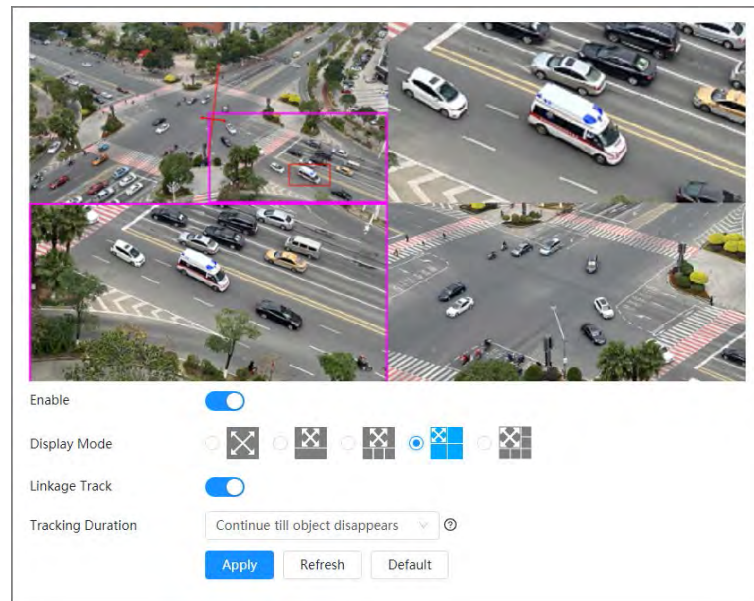 Enable
Display Mode
Linkage Track
Tracking Duration Continue till object disappears
Apply Refresh Default